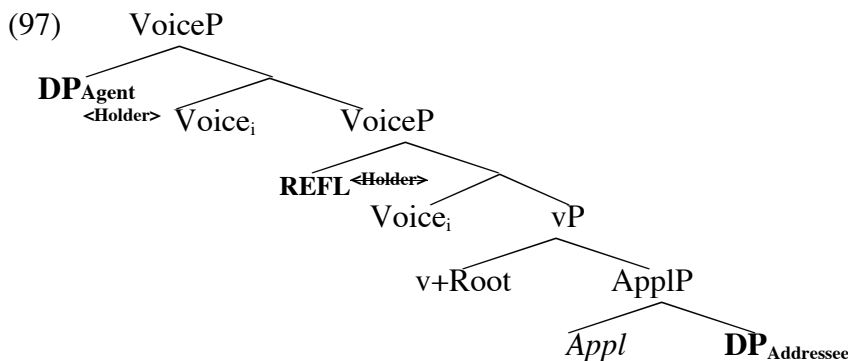 (97) VoiceP
DPAgent
<Holder> Voicei VoiceP
REFL <Holder>
Voicei vP
v+Root ApplP
Appl DPAddressee